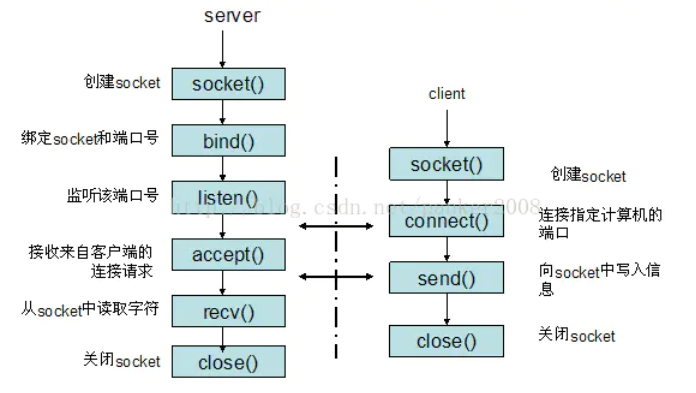 server
创建socket
socket()
绑定socket和端口号
bind()
监听该端口号
listen()
接收来自客户端的
连接请求
accept()
从socket中读取字符
recv()
关闭socket
close()
client
socket()
创建socket
connect()
连接指定计算机的
端口
send()
向socket中写入信
息
close()
关闭socket